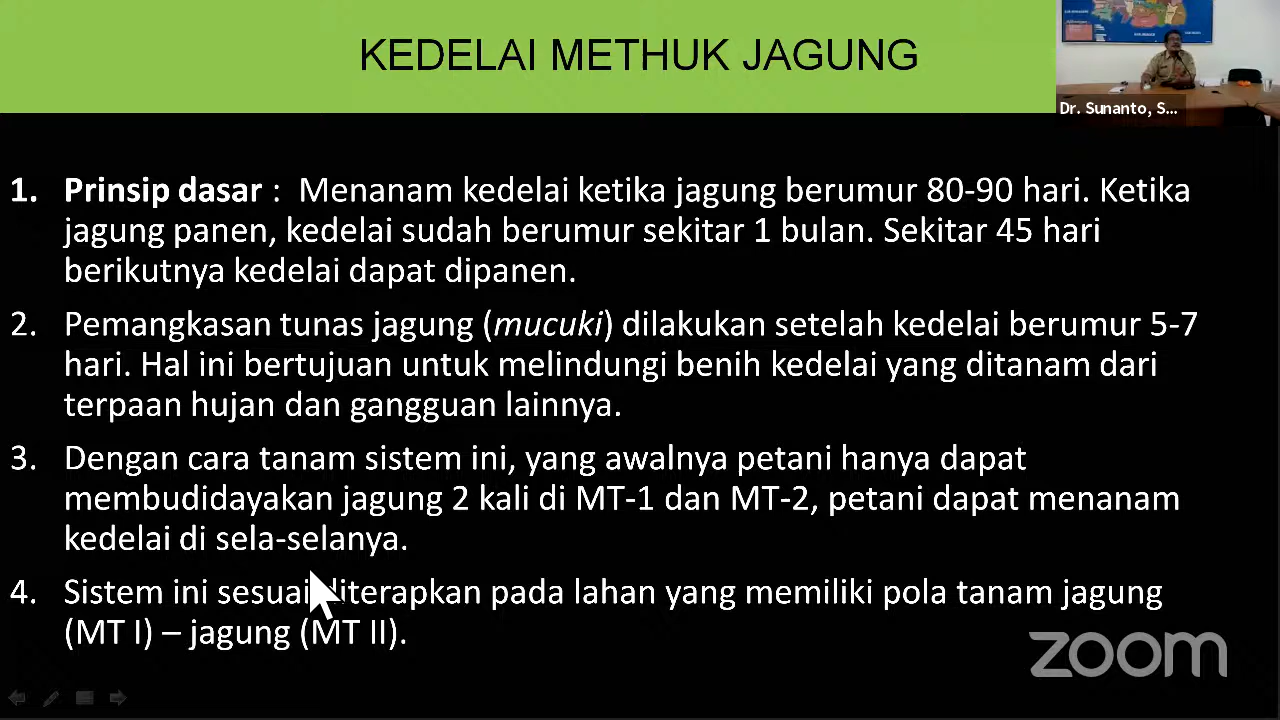 KEDELAI METHUK JAGUNG
Dr. Sunanto, S...
1. Prinsip dasar : Menanam kedelai ketika jagung berumur 80-90 hari. Ketika
jagung panen, kedelai sudah berumur sekitar 1 bulan. Sekitar 45 hari
berikutnya kedelai dapat dipanen.
2. Pemangkasan tunas jagung (mucuki) dilakukan setelah kedelai berumur 5-7
hari. Hal ini bertujuan untuk melindungi benih kedelai yang ditanam dari
terpaan hujan dan gangguan lainnya.
3. Dengan cara tanam sistem ini, yang awalnya petani hanya dapat
membudidayakan jagung 2 kali di MT-1 dan MT-2, petani dapat menanam
kedelai di sela-selanya.
4. Sistem ini sesuai diterapkan pada lahan yang memiliki pola tanam jagung
(MT I) – jagung (MT II).
zoom